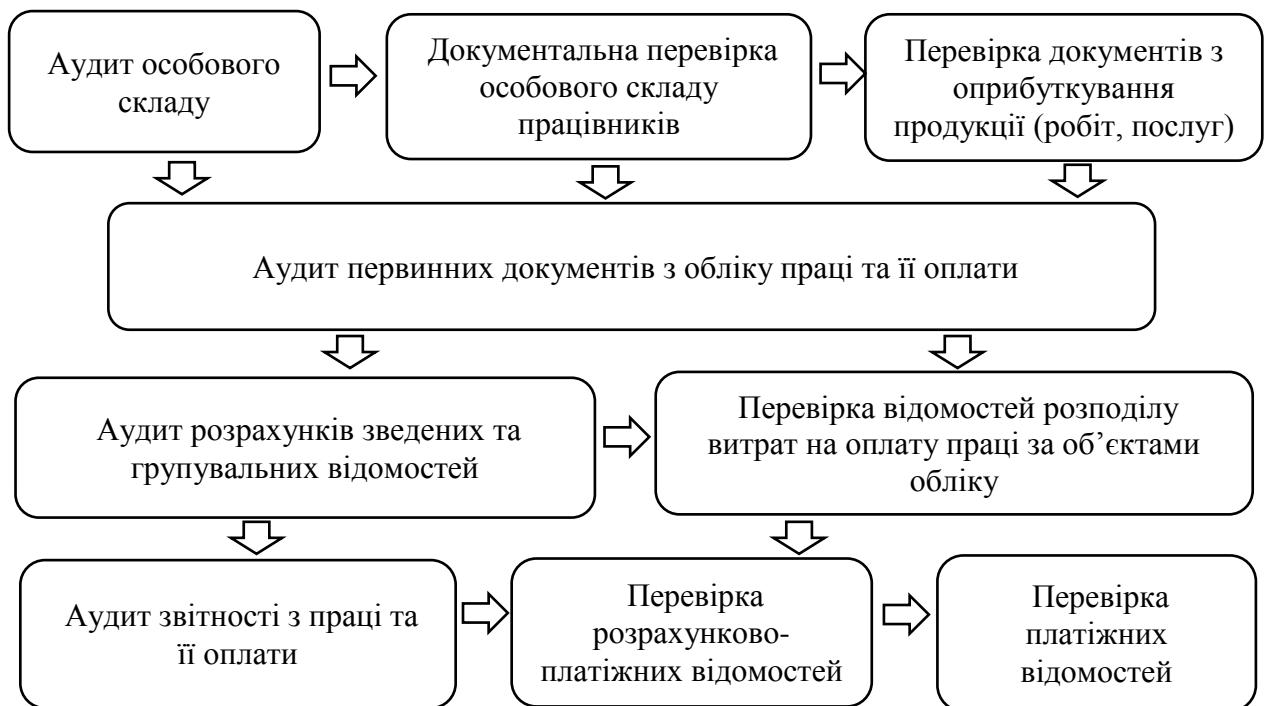 Аудит особового
складу
Документальна перевірка
особового складу
працівників
Перевірка документів з
оприбуткування
продукції (робіт, послуг)
Аудит первинних документів з обліку праці та її оплати
Аудит розрахунків зведених та
групувальних відомостей
Перевірка відомостей розподілу
витрат на оплату праці за об’єктами
обліку
Аудит звітності з праці та
її оплати
Перевірка
розрахунково-
платіжних відомостей
Перевірка
платіжних
відомостей